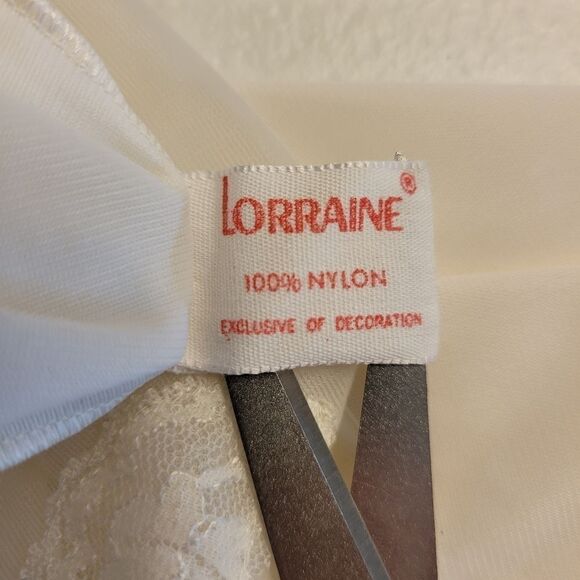 LORRAINE®
100% NYLON
EXCLUSIVE OF DECORATION